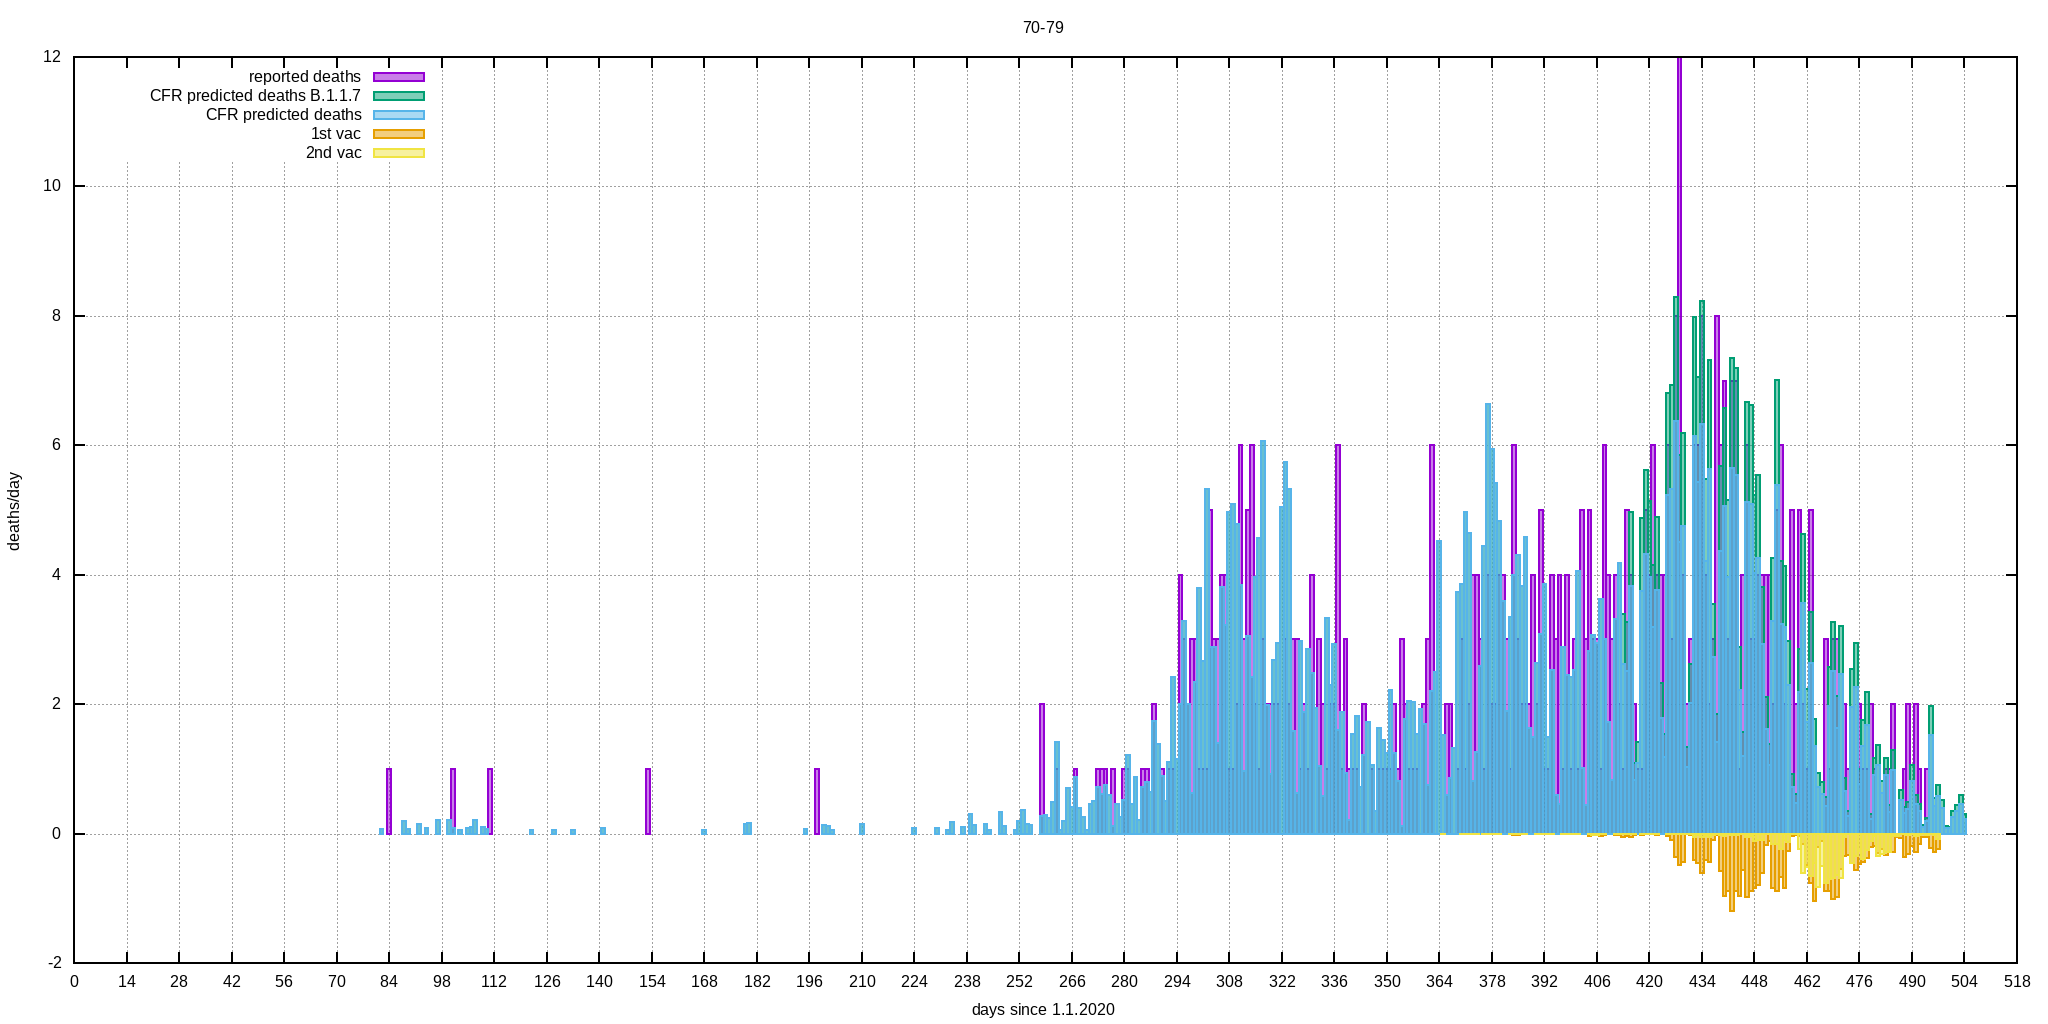 70-79
reported deaths
CFR predicted deaths B.1.1.7
CFR predicted deaths
1st vac
2nd vac
deaths/day
12
10
8
6
4
2
0
-2
0 14 28 42 56 70 84 98 112 126 140 154 168 182 196 210 224 238 252 266 280 294 308 322 336 350 364 378 392 406 420 434 448 462 476 490 504 518
days since 1.1.2020